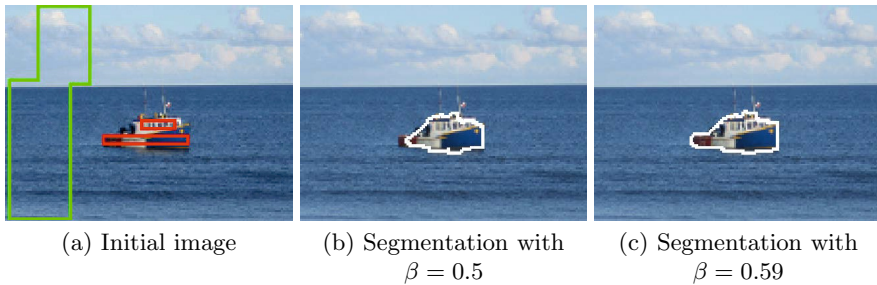 (a) Initial image
(b) Segmentation with
β = 0.5
(c) Segmentation with
β = 0.59